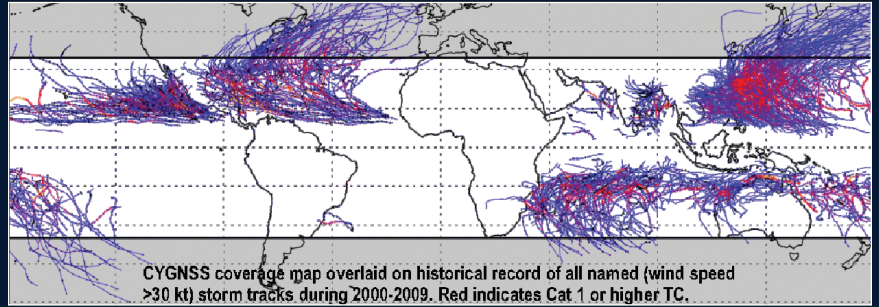 CYGNSS coverage map overlaid on historical record of all named (wind speed
>30 kt) storm tracks during 2000-2009. Red indicates Cat 1 or higher TC.